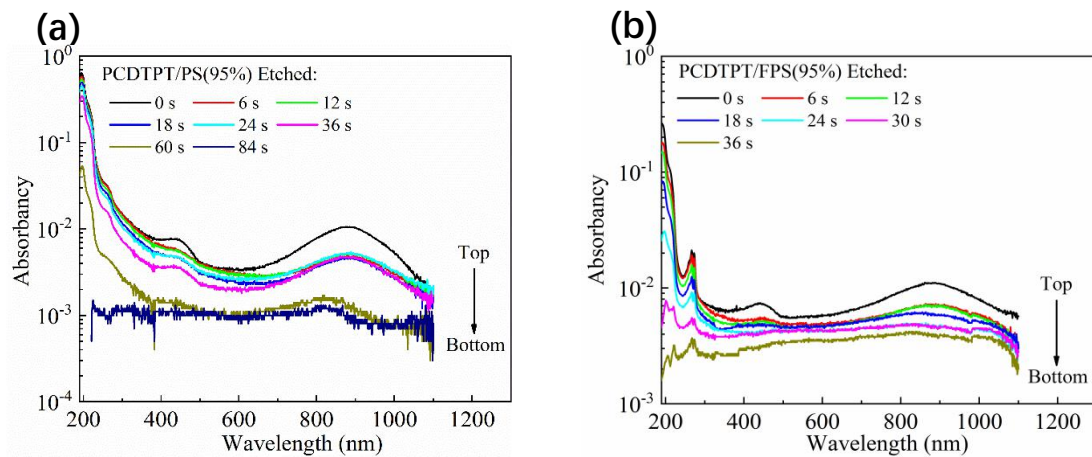 (a)
10^0
PCDTPT/PS(95%) Etched:
0 s 6 s 12 s
18 s 24 s 36 s
60 s 84 s
10^-1
Absorbancy
10^-2
Top
10^-3
Bottom
10^-4
200 400 600 800 1000 1200
Wavelength (nm)
(b)
10^0
PCDTPT/FPS(95%) Etched:
0 s 6 s 12 s
18 s 24 s 30 s
36 s
10^-1
Absorbancy
10^-2
Top
Bottom
10^-3
200 400 600 800 1000 1200
Wavelength (nm)